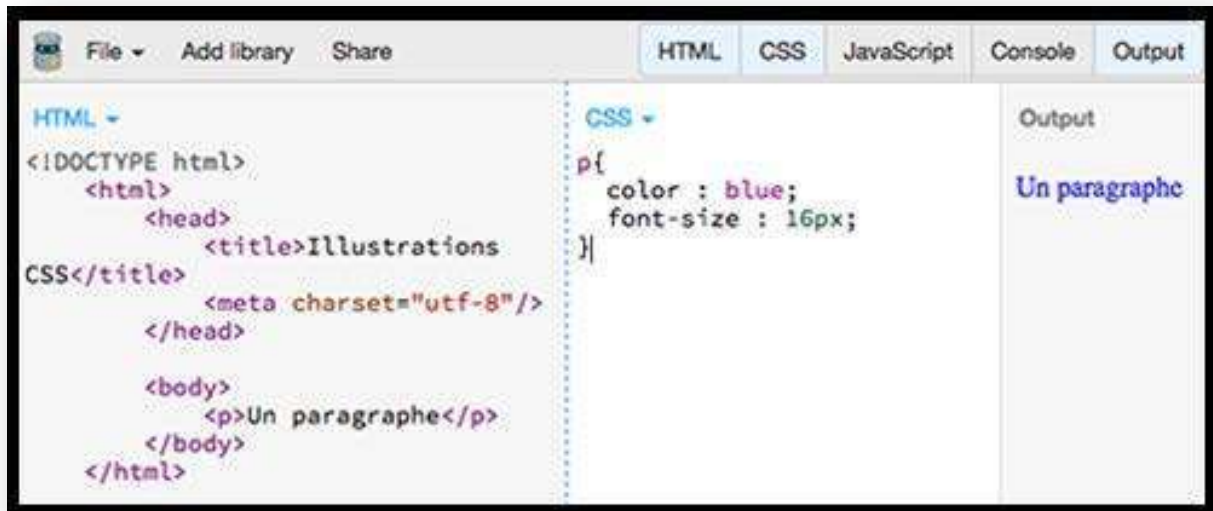 File Add library Share HTML CSS JavaScript Console Output
HTML
<!DOCTYPE html>
<html>
<head>
<title>Illustrations
CSS</title>
<meta charset="utf-8"/>
</head>
<body>
<p>Un paragraphe</p>
</body>
</html>
CSS
p{
color : blue;
font-size : 16px;
}
Output
Un paragraphe